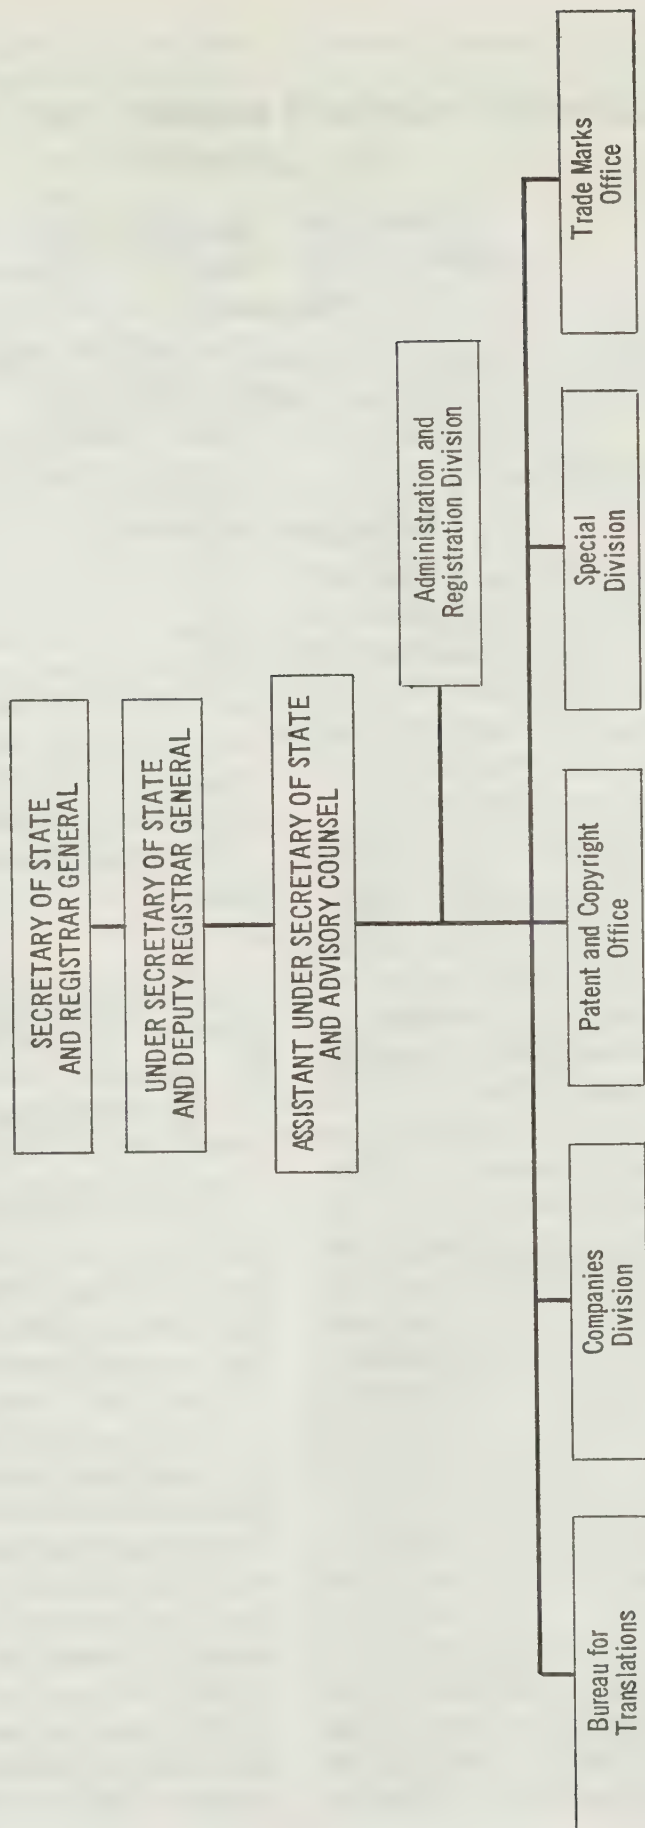 SECRETARY OF STATE
AND REGISTRAR GENERAL
UNDER SECRETARY OF STATE
AND DEPUTY REGISTRAR GENERAL
ASSISTANT UNDER SECRETARY OF STATE
AND ADVISORY COUNSEL
Administration and
Registration Division
Bureau for
Translations
Companies
Division
Patent and Copyright
Office
Special
Division
Trade Marks
Office